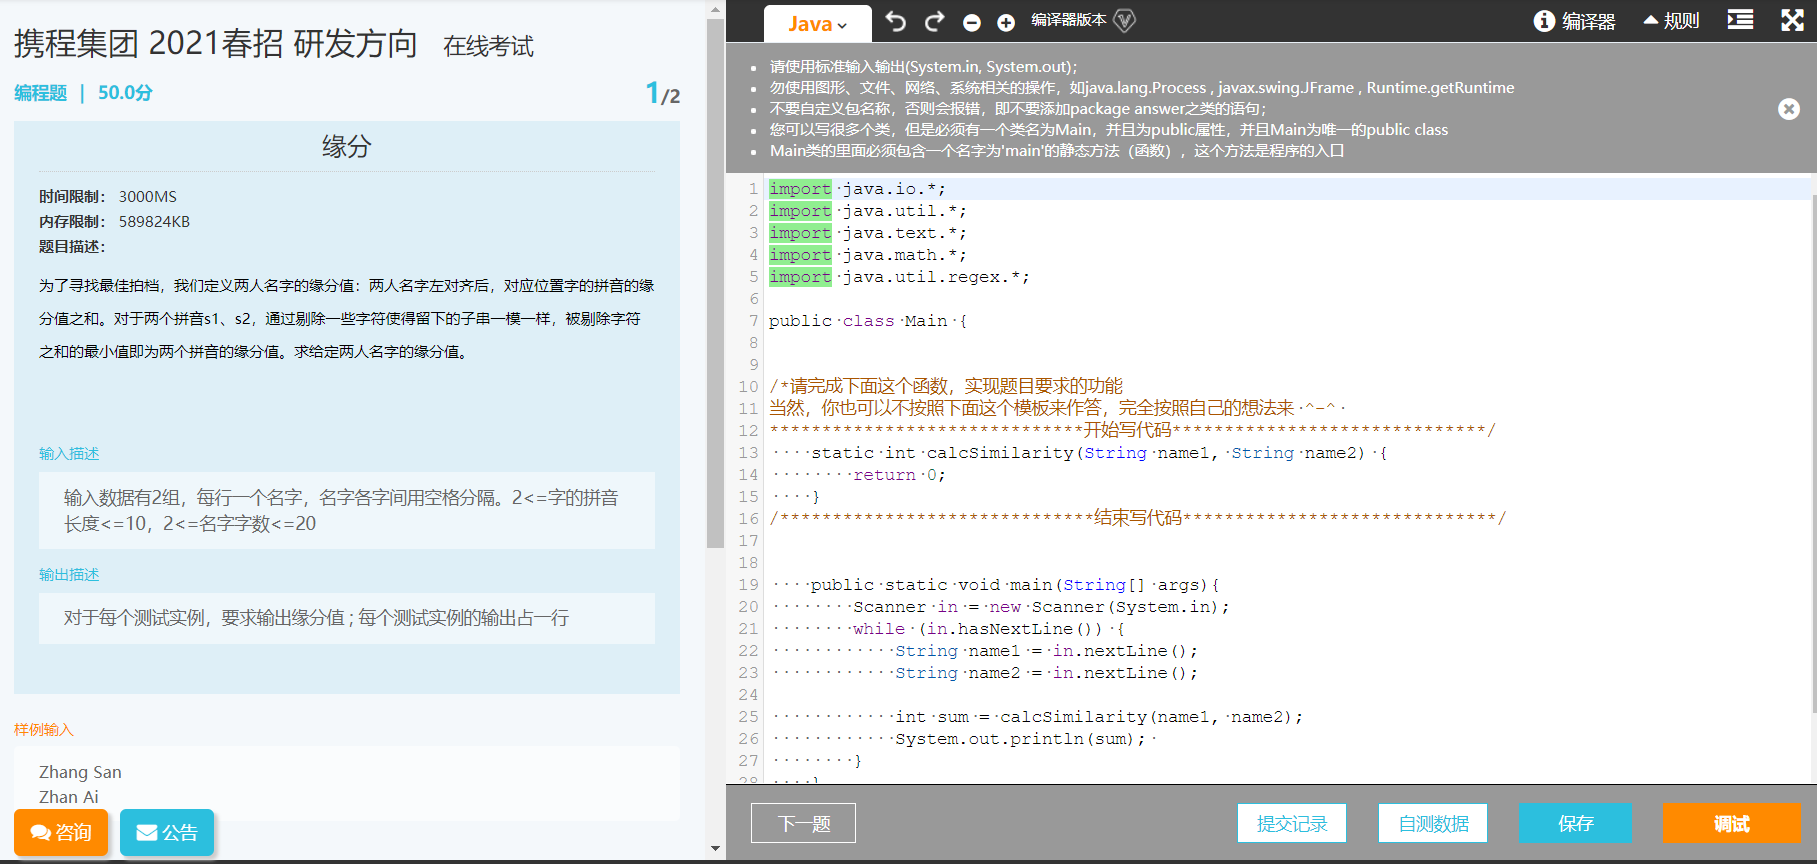 携程集团 2021春招 研发方向 在线考试
编程题 | 50.0分 1/2
缘分
时间限制： 3000MS
内存限制： 589824KB
题目描述：
为了寻找最佳拍档，我们定义两人名字的缘分值：两人名字左对齐后，对应位置字的拼音的缘
分值之和。对于两个拼音s1、s2，通过剔除一些字符使得留下的子串一模一样，被剔除字符
之和的最小值即为两个拼音的缘分值。求给定两人名字的缘分值。
输入描述
输入数据有2组，每行一个名字，名字各字间用空格分隔。2<=字的拼音
长度<=10，2<=名字字数<=20
输出描述
对于每个测试实例，要求输出缘分值；每个测试实例的输出占一行
样例输入
Zhang San
Zhan Ai
咨询 公告
Java 编译器版本 编译器 规则
请使用标准输入输出(System.in, System.out)；
勿使用图形、文件、网络、系统相关的操作，如java.lang.Process , javax.swing.JFrame , Runtime.getRuntime
不要自定义包名称，否则会报错，即不要添加package answer之类的语句；
您可以写很多个类，但是必须有一个类名为Main，并且为public属性，并且Main为唯一的public class
Main类的里面必须包含一个名字为'main'的静态方法（函数），这个方法是程序的入口
1 import java.io.*;
2 import java.util.*;
3 import java.text.*;
4 import java.math.*;
5 import java.util.regex.*;
6
7 public class Main {
8
9
10 /*请完成下面这个函数，实现题目要求的功能
11 当然，你也可以不按照下面这个模板来作答，完全按照自己的想法来 ^-^
12 ******************************开始写代码******************************/
13     static int calcSimilarity(String name1, String name2) {
14         return 0;
15     }
16 /******************************结束写代码******************************/
17
18
19     public static void main(String[] args){
20         Scanner in = new Scanner(System.in);
21         while (in.hasNextLine()) {
22             String name1 = in.nextLine();
23             String name2 = in.nextLine();
24
25             int sum = calcSimilarity(name1, name2);
26             System.out.println(sum);
27         }
28     }
下一题 提交记录 自测数据 保存 调试